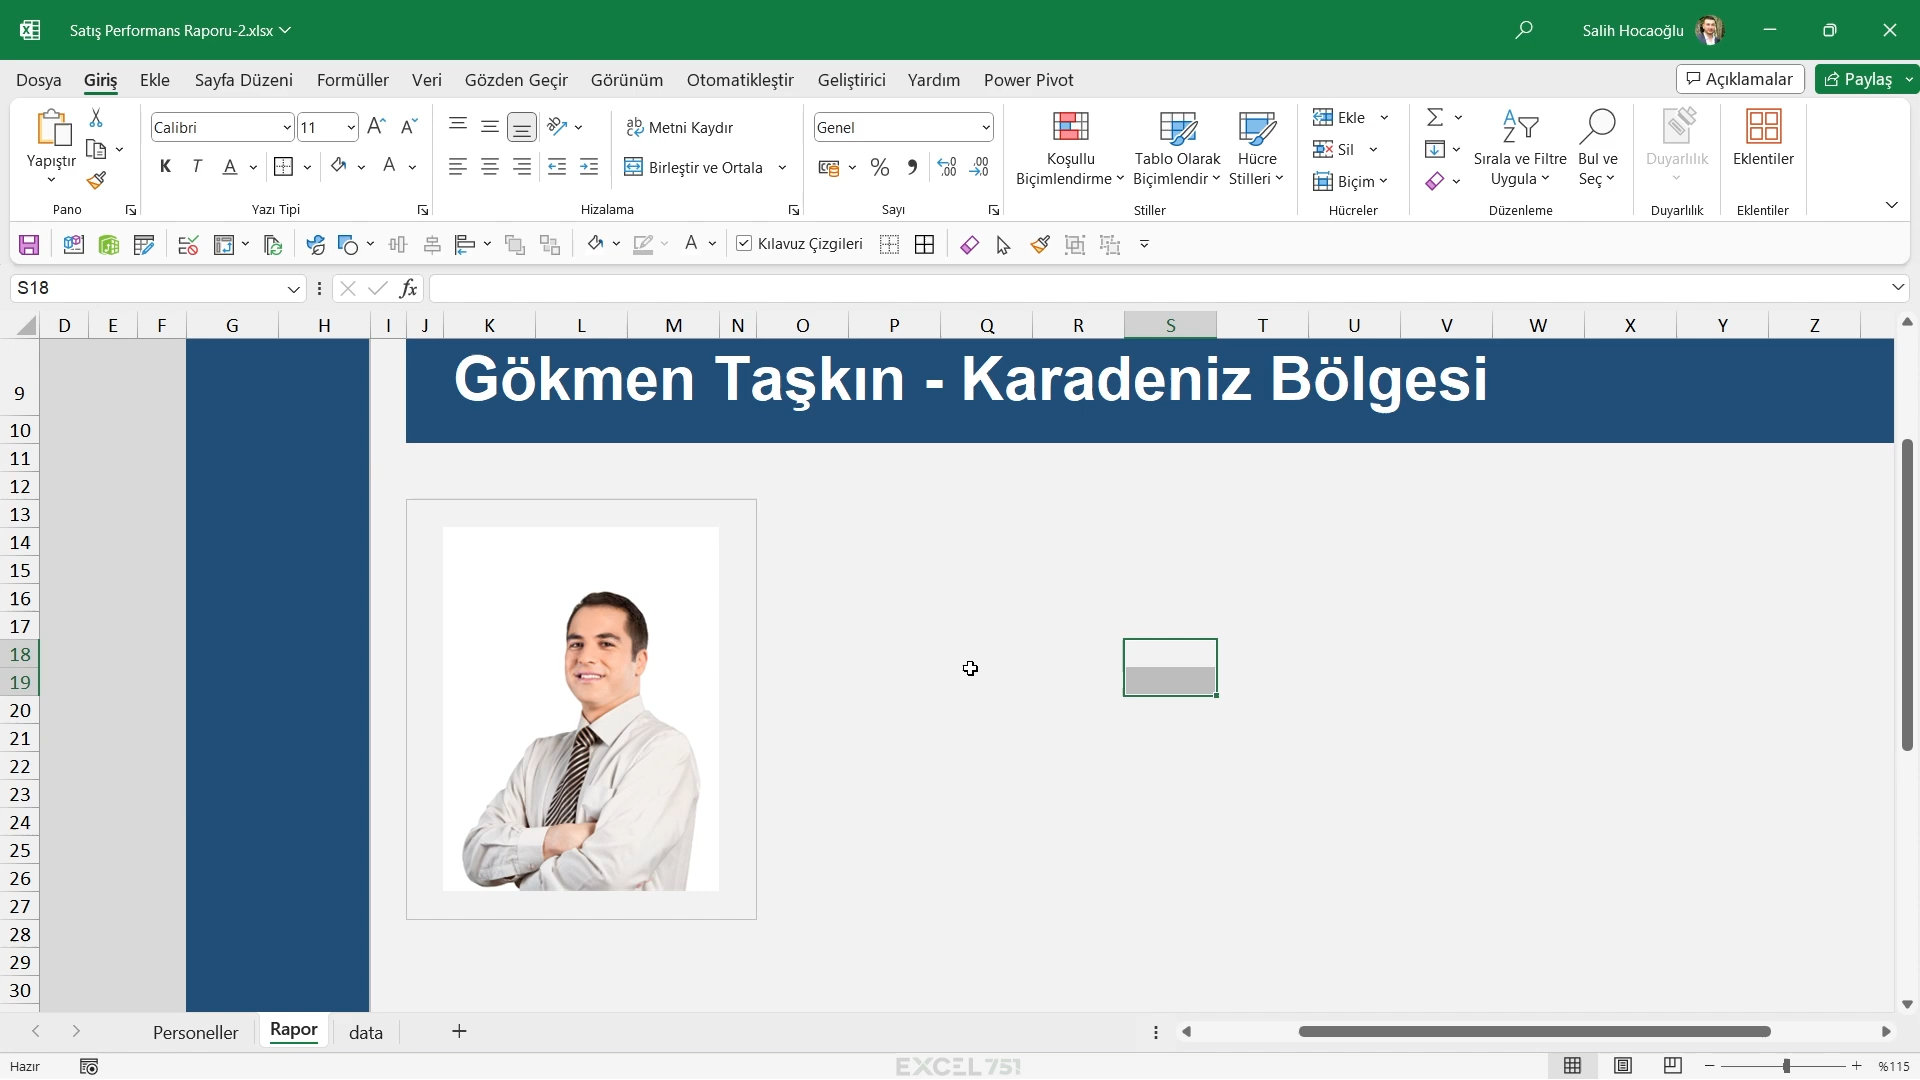 Satış Performans Raporu-2.xlsx
Salih Hocaoğlu
Dosya Giriş Ekle Sayfa Düzeni Formüller Veri Gözden Geçir Görünüm Otomatikleştir Geliştirici Yardım Power Pivot
Açıklamalar
Paylaş
Yapıştır
Pano
Calibri
11
K T A
Yazı Tipi
Metni Kaydır
Birleştir ve Ortala
Hizalama
Genel
Sayı
Koşullu Biçimlendirme
Tablo Olarak Biçimlendir
Hücre Stilleri
Stiller
Ekle
Sil
Biçim
Hücreler
Sırala ve Filtre Uygula
Bul ve Seç
Düzenleme
Duyarlılık
Duyarlılık
Eklentiler
Eklentiler
Kılavuz Çizgileri
S18
fx
D E F G H I J K L M N O P Q R S T U V W X Y Z
9
10
11
12
13
14
15
16
17
18
19
20
21
22
23
24
25
26
27
28
29
30
Gökmen Taşkın - Karadeniz Bölgesi
Personeller Rapor data
Hazır
EXCEL 751
%115